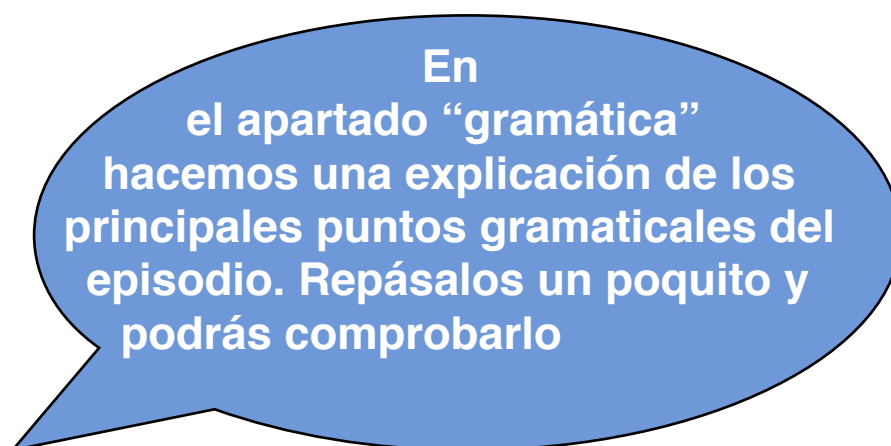 En
el apartado “gramática”
hacemos una explicación de los
principales puntos gramaticales del
episodio. Repásalos un poquito y
podrás comprobarlo